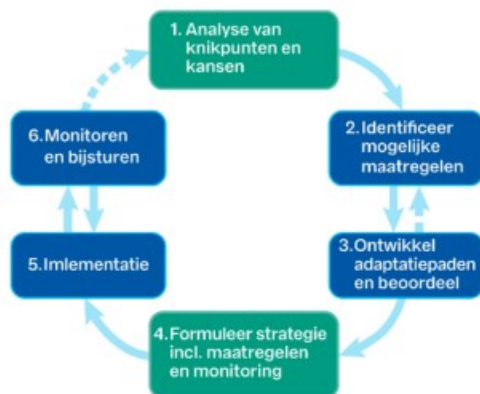 1. Analyse van
knikpunten en
kansen
2. Identificeer
mogelijke
maatregelen
3. Ontwikkel
adaptatiepaden
en beoordeel
4. Formuleer strategie
incl. maatregelen
en monitoring
5. Imlementatie
6. Monitoren
en bijsturen